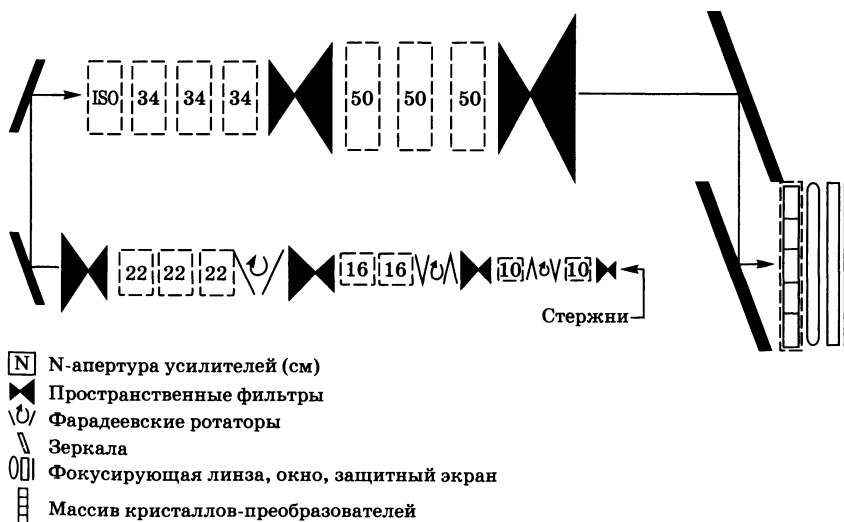 ISO 34 34 34 50 50 50
22 22 22 16 16 10 10
Стержни
N N-апертура усилителей (см)
Пространственные фильтры
Фарадеевские ротаторы
Зеркала
Фокусирующая линза, окно, защитный экран
Массив кристаллов-преобразователей